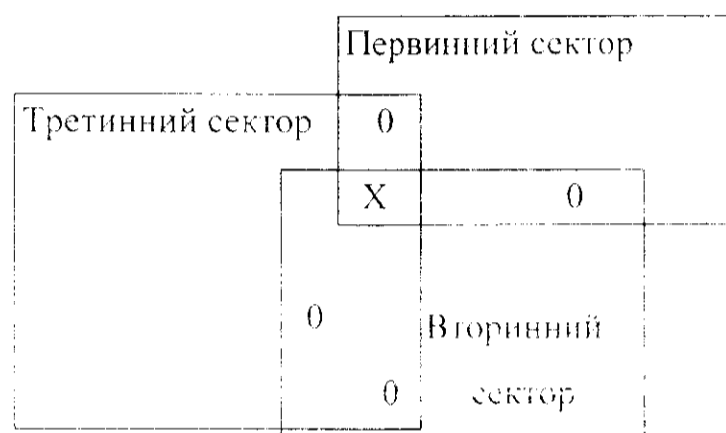 Первинний сектор
Третинний сектор 0
X 0
0 Вторинний
0 сектор